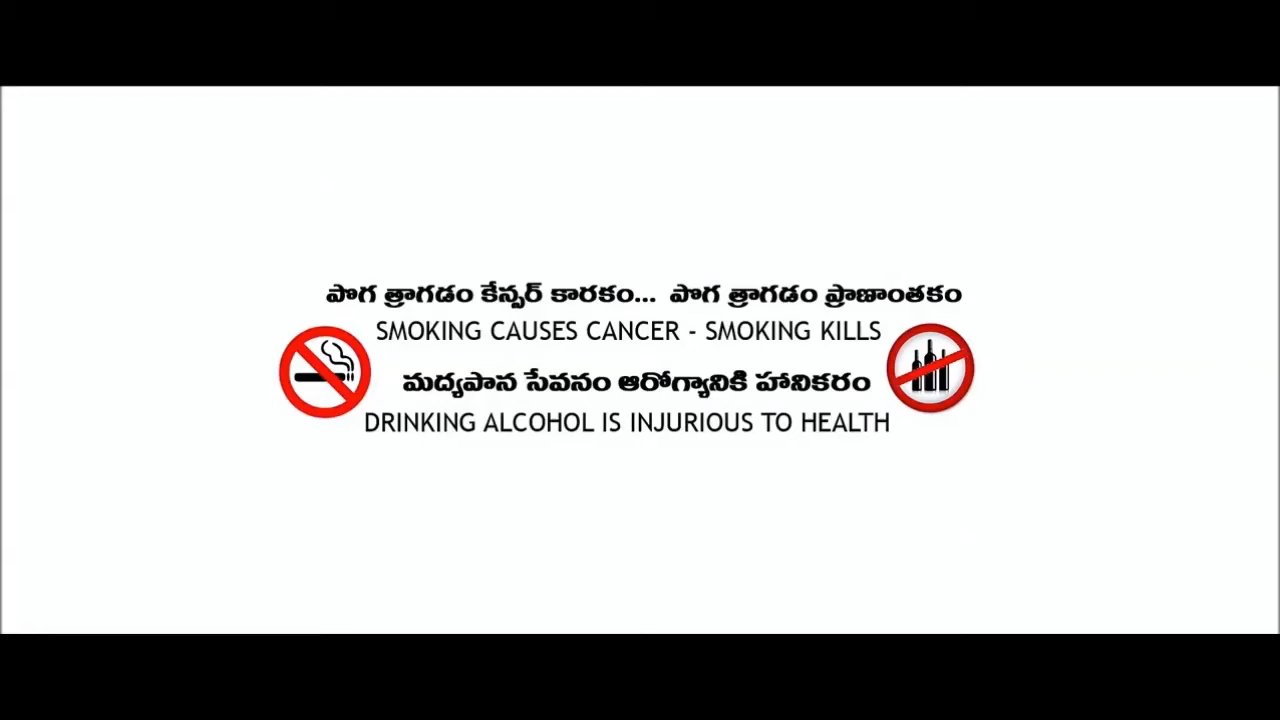 పొగ త్రాగడం కేన్సర్ కారకం... పొగ త్రాగడం ప్రాణాంతకం
SMOKING CAUSES CANCER - SMOKING KILLS
మద్యపాన సేవనం ఆరోగ్యానికి హానికరం
DRINKING ALCOHOL IS INJURIOUS TO HEALTH